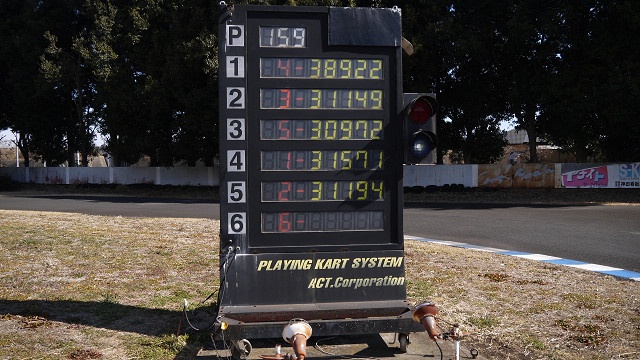 P 159
1 4- 38922
2 3- 31149
3 5- 30972
4 1- 31571
5 2- 31194
6 6-
PLAYING KART SYSTEM
ACT.Corporation